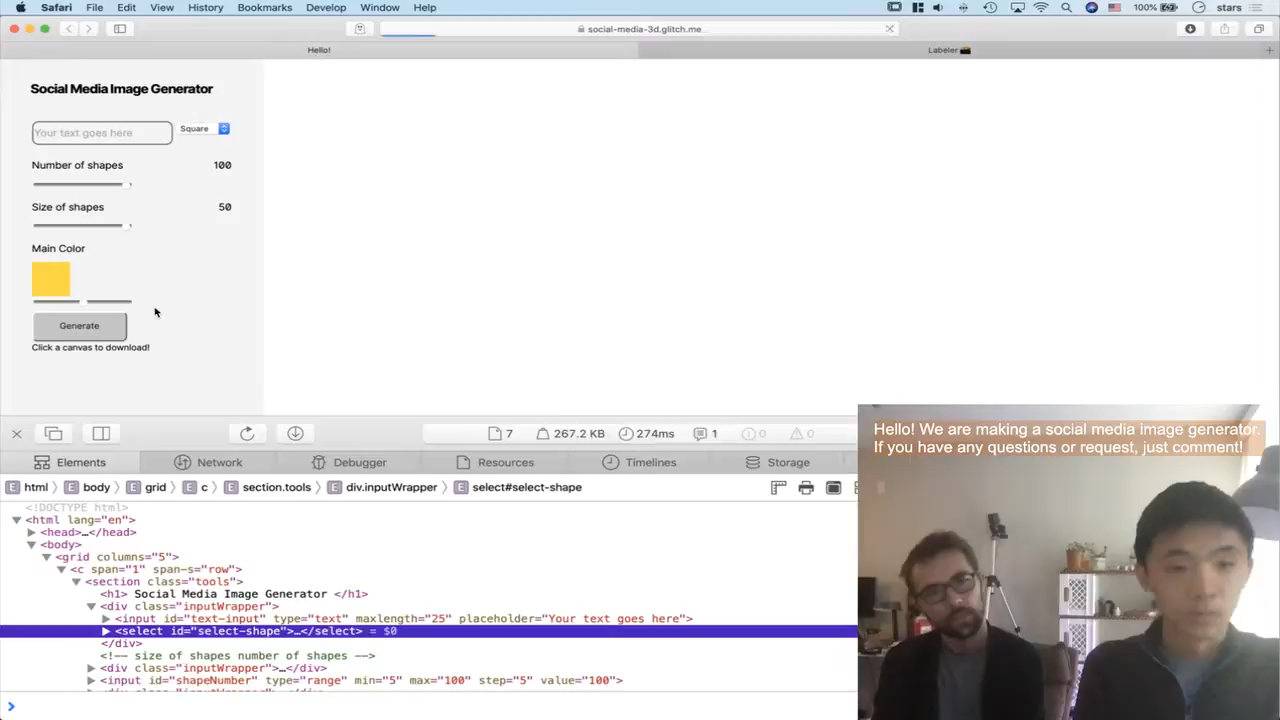 Safari File Edit View History Bookmarks Develop Window Help 100% stars
social-media-3d.glitch.me
Hello! Labeler
Social Media Image Generator
Your text goes here Square
Number of shapes 100
Size of shapes 50
Main Color
Generate
Click a canvas to download!
Hello! We are making a social media image generator.
If you have any questions or request, just comment!
7 267.2 KB 274ms 1 0 0
Elements Network Debugger Resources Timelines Storage
E html E body E grid E c E section.tools E div.inputWrapper E select#select-shape
<!DOCTYPE html>
<html lang="en">
<head>…</head>
<body>
<grid columns="5">
<c span="1" span-s="row">
<section class="tools">
<h1> Social Media Image Generator </h1>
<div class="inputWrapper">
<input id="text-input" type="text" maxlength="25" placeholder="Your text goes here">
<select id="select-shape">…</select> = $0
</div>
<!-- size of shapes number of shapes -->
<div class="inputWrapper">…</div>
<input id="shapeNumber" type="range" min="5" max="100" step="5" value="100">